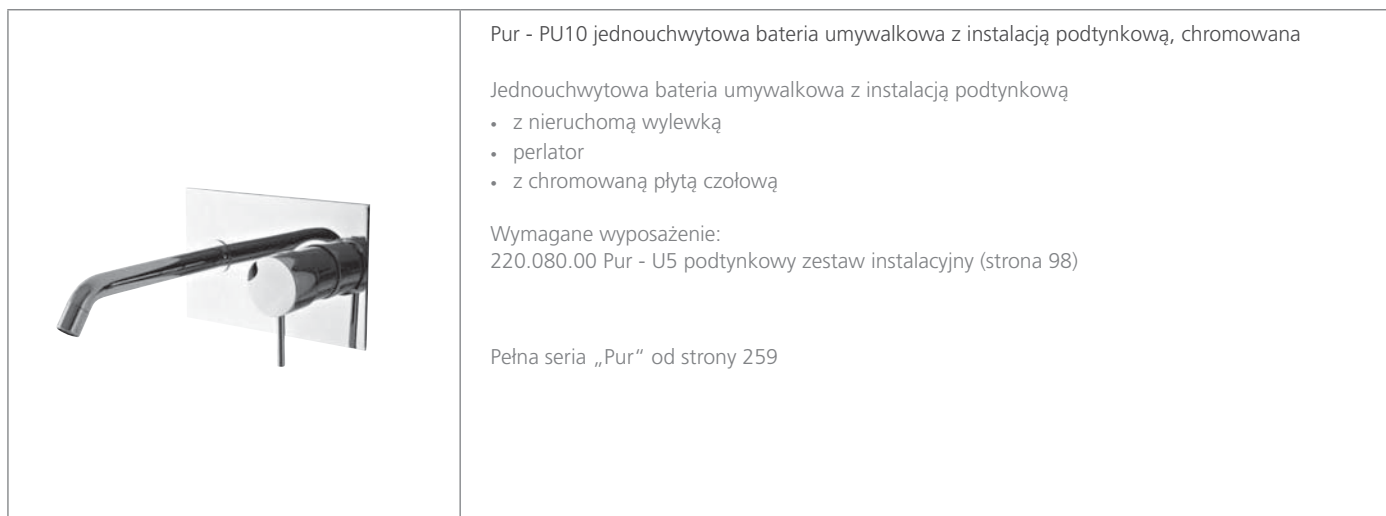 Pur - PU10 jednouchwytowa bateria umywalkowa z instalacją podtynkową, chromowana
Jednouchwytowa bateria umywalkowa z instalacją podtynkową
• z nieruchomą wylewką
• perlator
• z chromowaną płytą czołową
Wymagane wyposażenie:
220.080.00 Pur - U5 podtynkowy zestaw instalacyjny (strona 98)
Pełna seria „Pur“ od strony 259